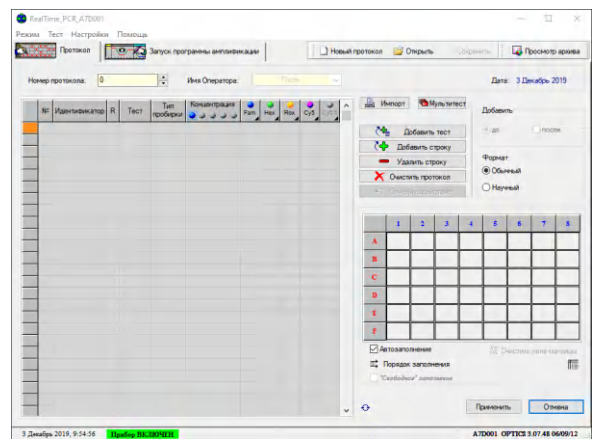 RealTime_PCR_A7D001
Режим Тест Настройки Помощь
Протокол Запуск программы амплификации Новый протокол Открыть Сохранить Просмотр архива
Номер протокола: 0 Имя Оператора: Дата: 3 Декабрь 2019
№ Идентификатор R Тест Тип пробирки Концентрация Fam Hex Rox Cy5 Cy5.5
Импорт Мультитест
Добавить
до после
Добавить тест
Добавить строку
Удалить строку
Очистить протокол
Формат
Обычный
Научный
1 2 3 4 5 6 7 8
A
B
C
D
E
F
Автозаполнение
Порядок заполнения
"Свободное" заполнение
Применить Отмена
3 Декабрь 2019, 9:54:56 Прибор ВКЛЮЧЕН A7D001 OPTICS 3.07.48 06/09/12